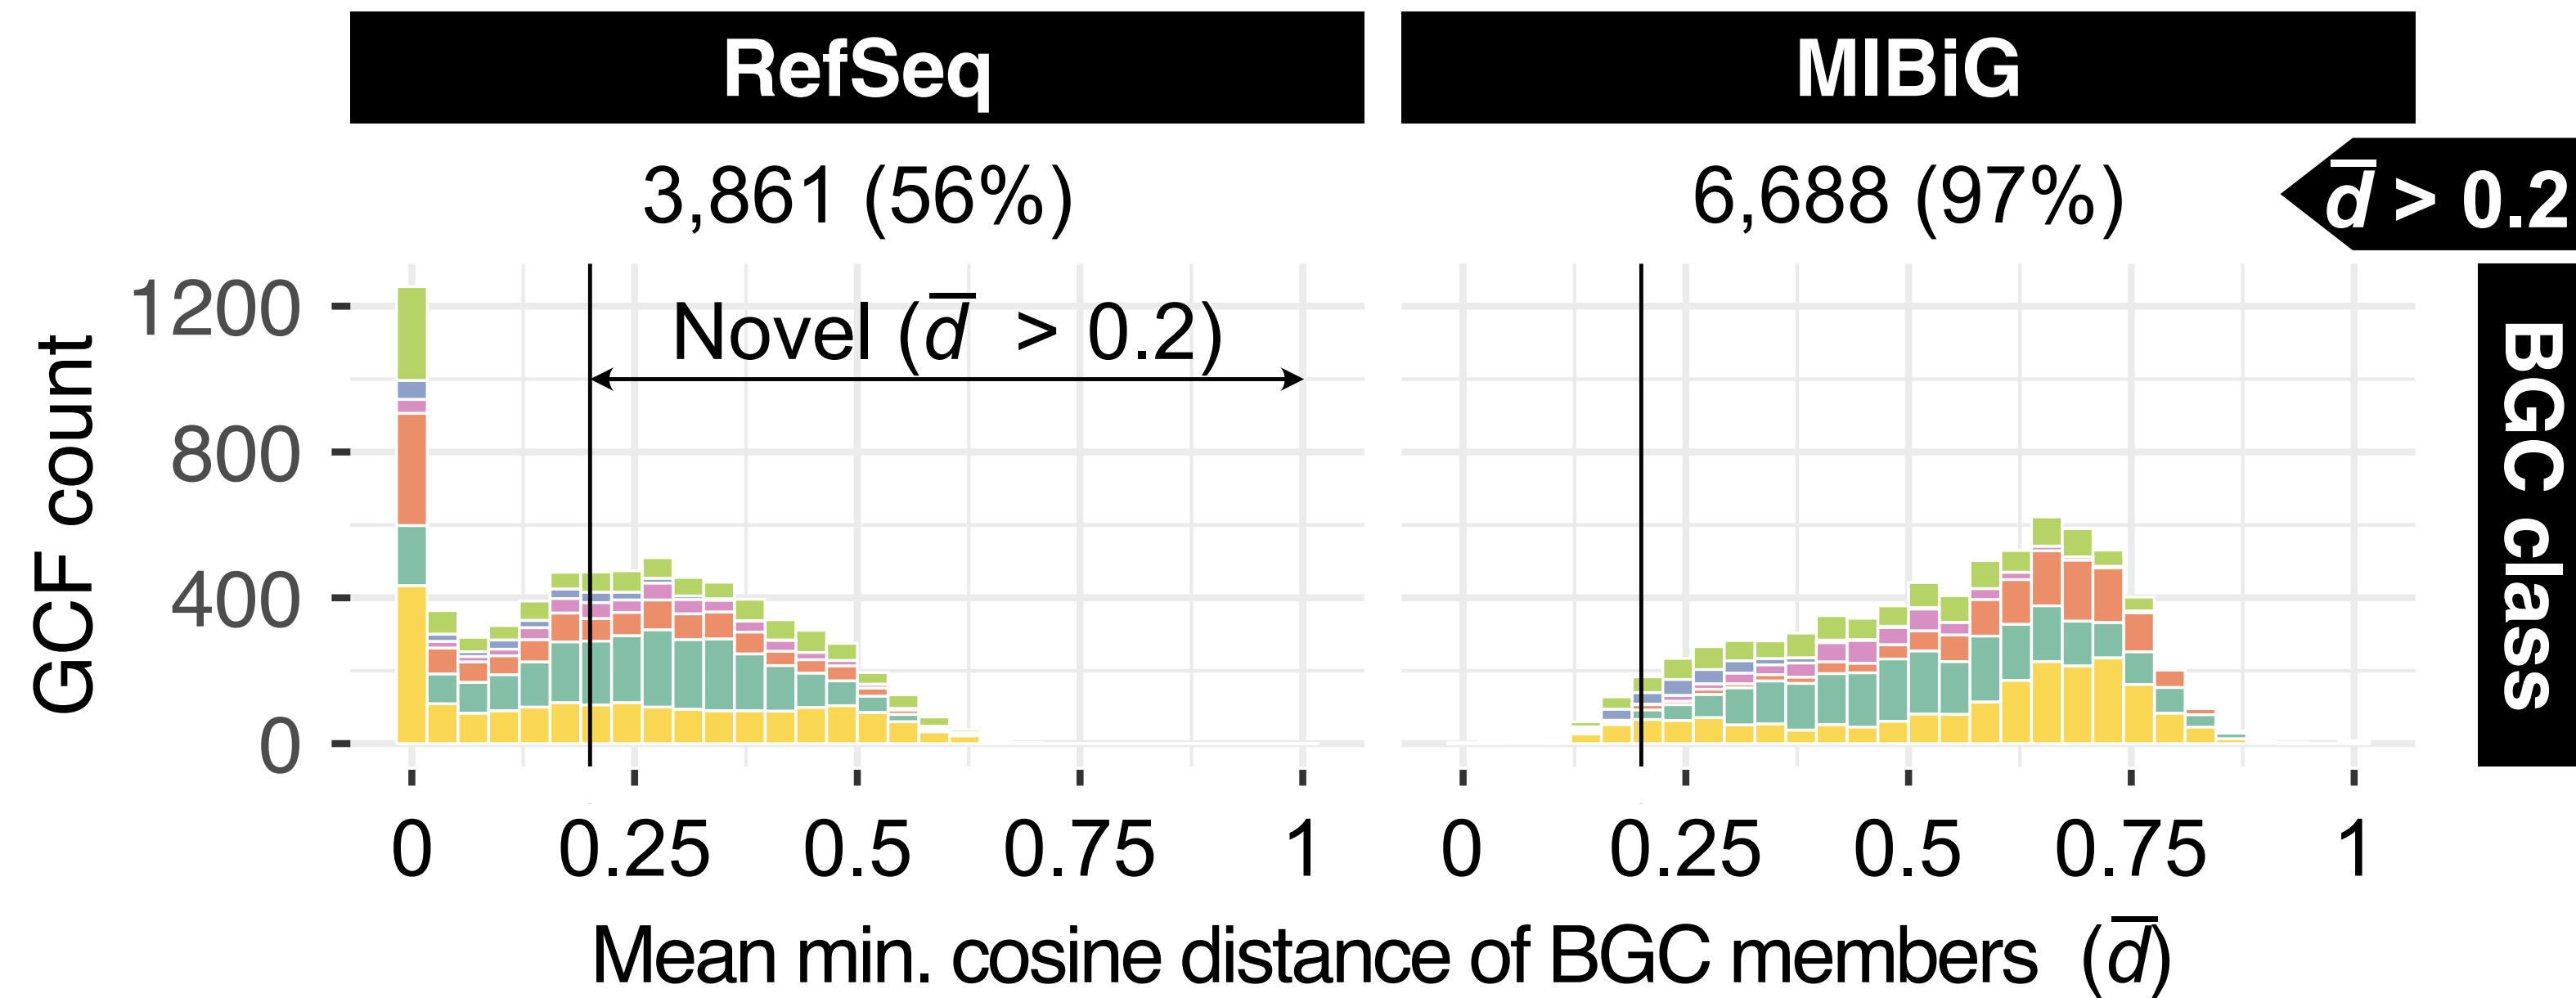 RefSeq
MIBiG
3,861 (56%)
6,688 (97%)
d̅ > 0.2
1200
800
400
0
GCF count
Novel (d̅ > 0.2)
BGC class
0 0.25 0.5 0.75 1
0 0.25 0.5 0.75 1
Mean min. cosine distance of BGC members (d̅)